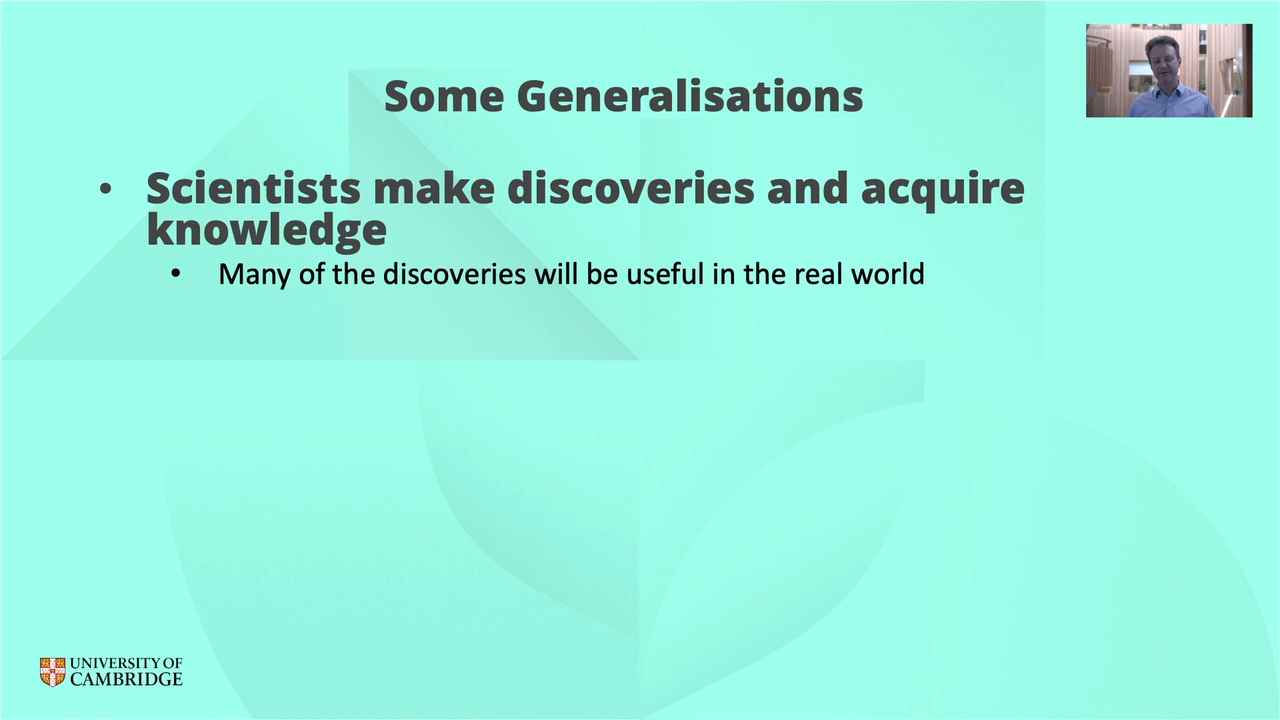 Some Generalisations
• Scientists make discoveries and acquire
knowledge
• Many of the discoveries will be useful in the real world
UNIVERSITY OF
CAMBRIDGE